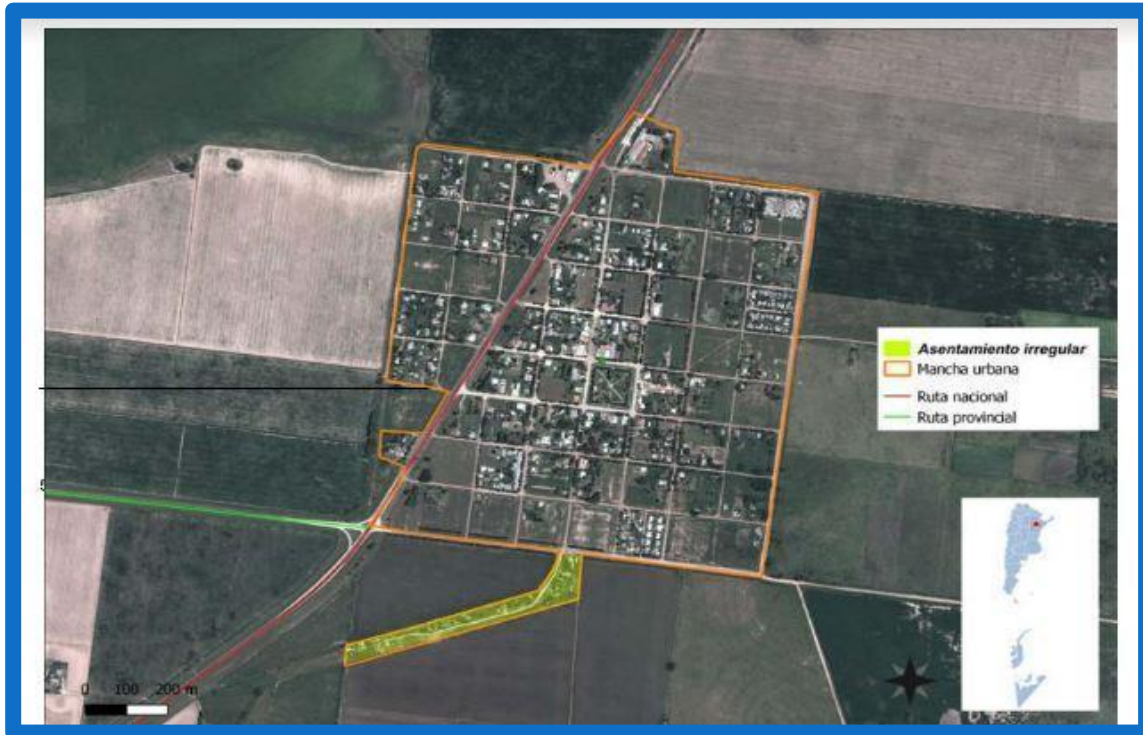 Asentamiento irregular
Mancha urbana
Ruta nacional
Ruta provincial
0 100 200 m